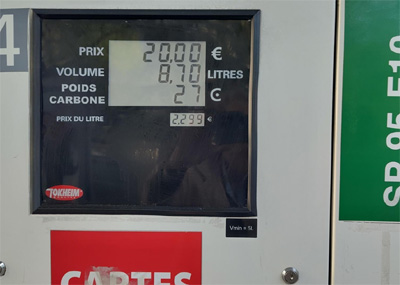 4
PRIX 20.00 €
VOLUME 8,70 LITRES
POIDS CARBONE 27 C
PRIX DU LITRE 2,299 €
TOKHEIM
Vmin = 5L
CARTES
SP 95 E10